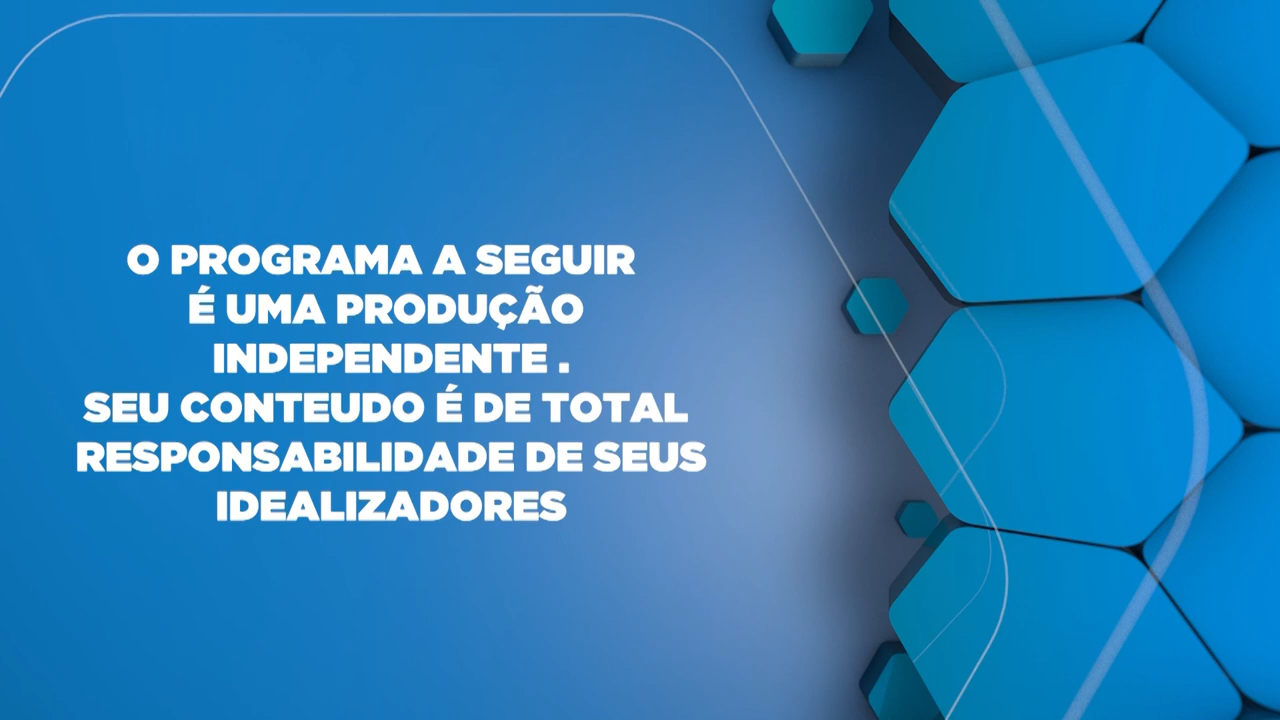 O PROGRAMA A SEGUIR
É UMA PRODUÇÃO
INDEPENDENTE .
SEU CONTEUDO É DE TOTAL
RESPONSABILIDADE DE SEUS
IDEALIZADORES